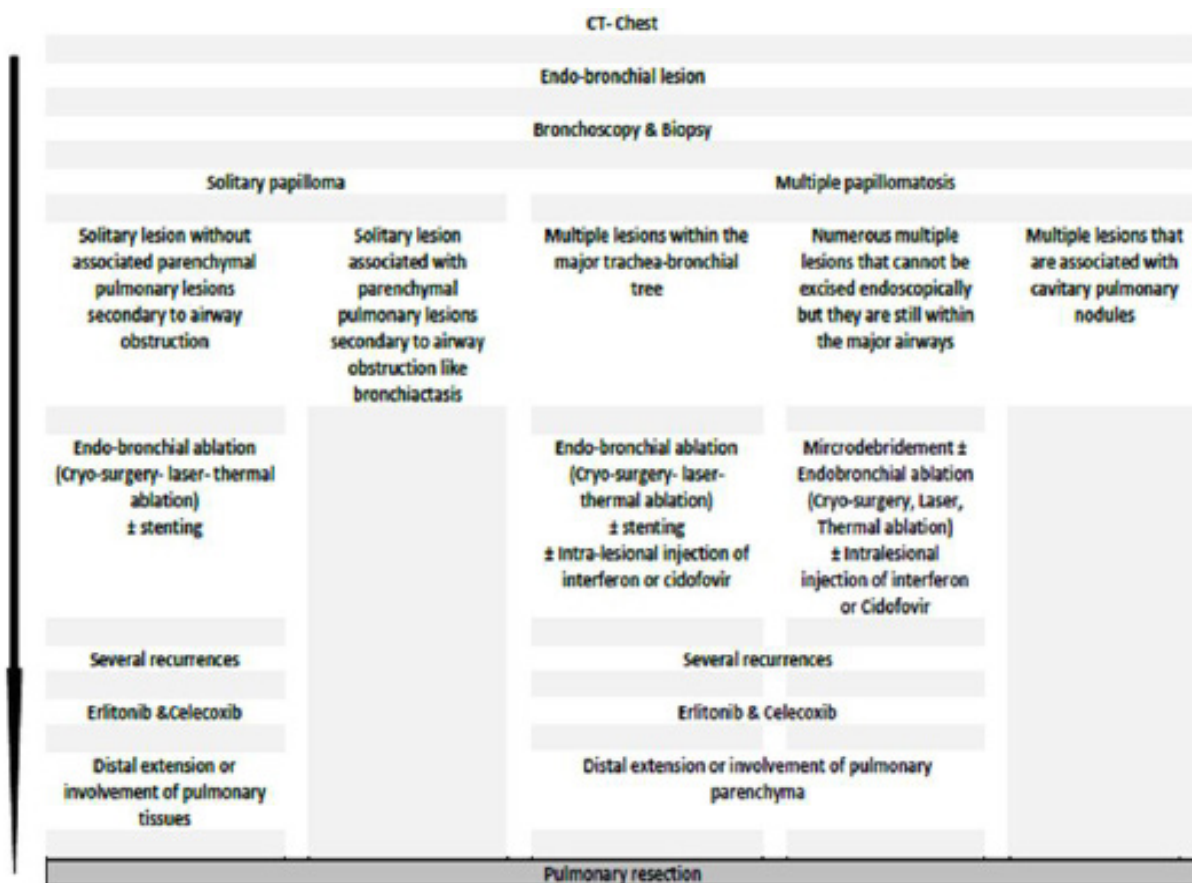 CT- Chest
Endo-bronchial lesion
Bronchoscopy & Biopsy
Solitary papilloma
Multiple papillomatosis
Solitary lesion without
associated parenchymal
pulmonary lesions
secondary to airway
obstruction
Solitary lesion
associated with
parenchymal
pulmonary lesions
secondary to airway
obstruction like
bronchiactasis
Multiple lesions within the
major trachea-bronchial
tree
Numerous multiple
lesions that cannot be
excised endoscopically
but they are still within
the major airways
Multiple lesions that
are associated with
cavitary pulmonary
nodules
Endo-bronchial ablation
(Cryo-surgery- laser- thermal
ablation)
± stenting
Endo-bronchial ablation
(Cryo-surgery- laser-
thermal ablation)
± stenting
± Intra-lesional injection of
interferon or cidofovir
Mircrodebridement ±
Endobronchial ablation
(Cryo-surgery, Laser,
Thermal ablation)
± Intralesional
injection of interferon
or Cidofovir
Several recurrences
Several recurrences
Erlitonib &Celecoxib
Erlitonib & Celecoxib
Distal extension or
involvement of pulmonary
tissues
Distal extension or involvement of pulmonary
parenchyma
Pulmonary resection